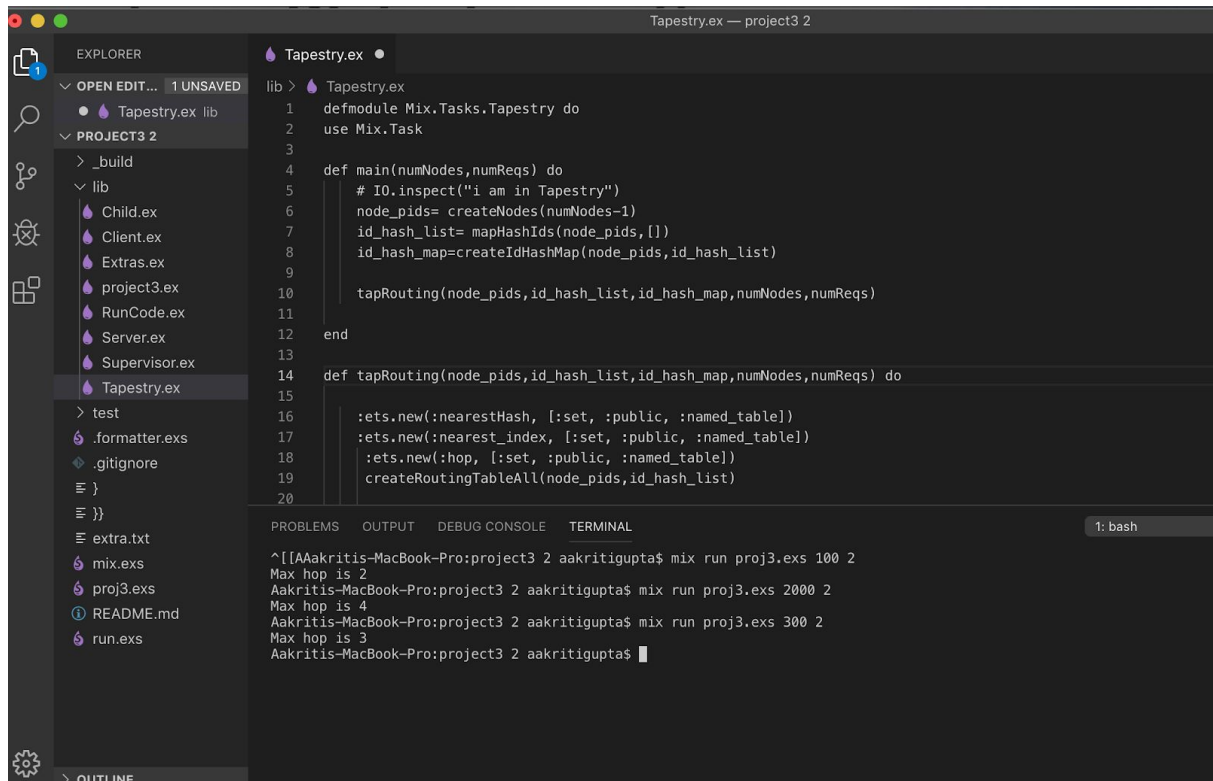 Tapestry.ex — project3 2
EXPLORER
OPEN EDIT... 1 UNSAVED
Tapestry.ex lib
PROJECT3 2
_build
lib
Child.ex
Client.ex
Extras.ex
project3.ex
RunCode.ex
Server.ex
Supervisor.ex
Tapestry.ex
test
.formatter.exs
.gitignore
}
}}
extra.txt
mix.exs
proj3.exs
README.md
run.exs
OUTLINE
1
Tapestry.ex
lib > Tapestry.ex
1 defmodule Mix.Tasks.Tapestry do
2 use Mix.Task
3
4 def main(numNodes,numReqs) do
5 # IO.inspect("i am in Tapestry")
6 node_pids= createNodes(numNodes-1)
7 id_hash_list= mapHashIds(node_pids,[])
8 id_hash_map=createIdHashMap(node_pids,id_hash_list)
9
10 tapRouting(node_pids,id_hash_list,id_hash_map,numNodes,numReqs)
11
12 end
13
14 def tapRouting(node_pids,id_hash_list,id_hash_map,numNodes,numReqs) do
15
16 :ets.new(:nearestHash, [:set, :public, :named_table])
17 :ets.new(:nearest_index, [:set, :public, :named_table])
18 :ets.new(:hop, [:set, :public, :named_table])
19 createRoutingTableAll(node_pids,id_hash_list)
20
PROBLEMS OUTPUT DEBUG CONSOLE TERMINAL 1: bash
^[[AAakritis-MacBook-Pro:project3 2 aakritigupta$ mix run proj3.exs 100 2
Max hop is 2
Aakritis-MacBook-Pro:project3 2 aakritigupta$ mix run proj3.exs 2000 2
Max hop is 4
Aakritis-MacBook-Pro:project3 2 aakritigupta$ mix run proj3.exs 300 2
Max hop is 3
Aakritis-MacBook-Pro:project3 2 aakritigupta$